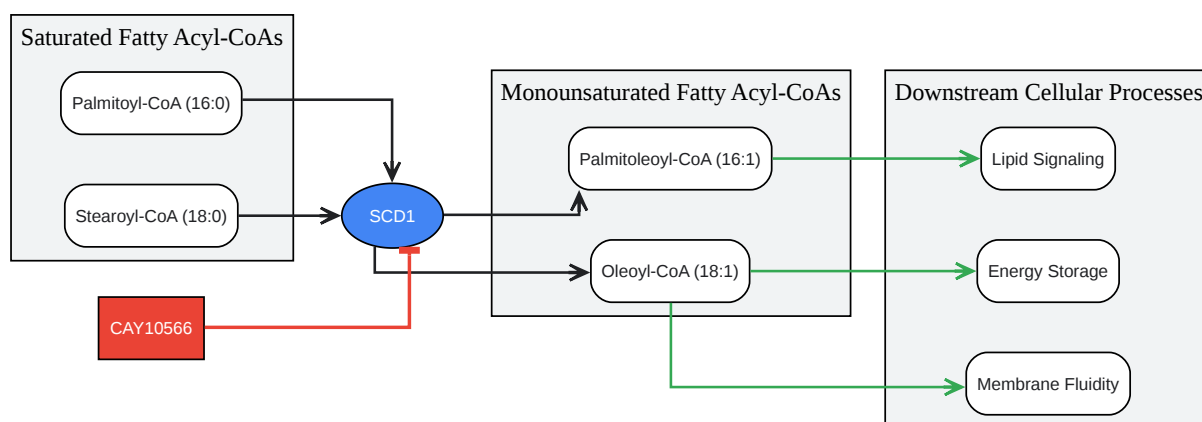 Saturated Fatty Acyl-CoAs
Palmitoyl-CoA (16:0)
Stearoyl-CoA (18:0)
CAY10566
SCD1
Monounsaturated Fatty Acyl-CoAs
Palmitoleoyl-CoA (16:1)
Oleoyl-CoA (18:1)
Downstream Cellular Processes
Lipid Signaling
Energy Storage
Membrane Fluidity